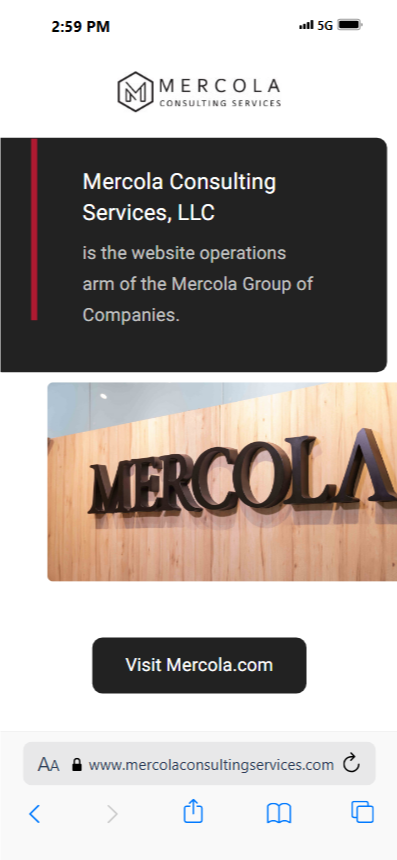 2:59 PM
5G
MERCOLA
CONSULTING SERVICES
Mercola Consulting
Services, LLC
is the website operations
arm of the Mercola Group of
Companies.
MERCOLA
Visit Mercola.com
AA
www.mercolaconsultingservices.com